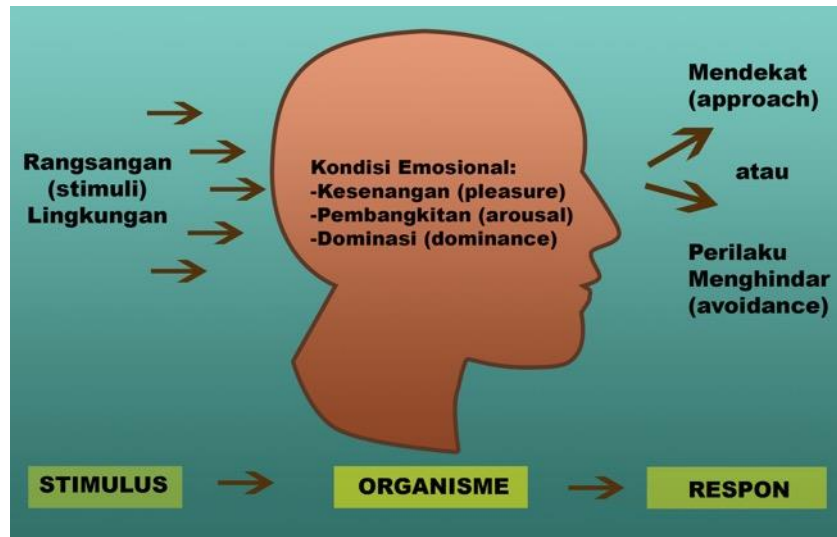 Rangsangan
(stimuli)
Lingkungan
Kondisi Emosional:
-Kesenangan (pleasure)
-Pembangkitan (arousal)
-Dominasi (dominance)
Mendekat
(approach)
atau
Perilaku
Menghindar
(avoidance)
STIMULUS
ORGANISME
RESPON